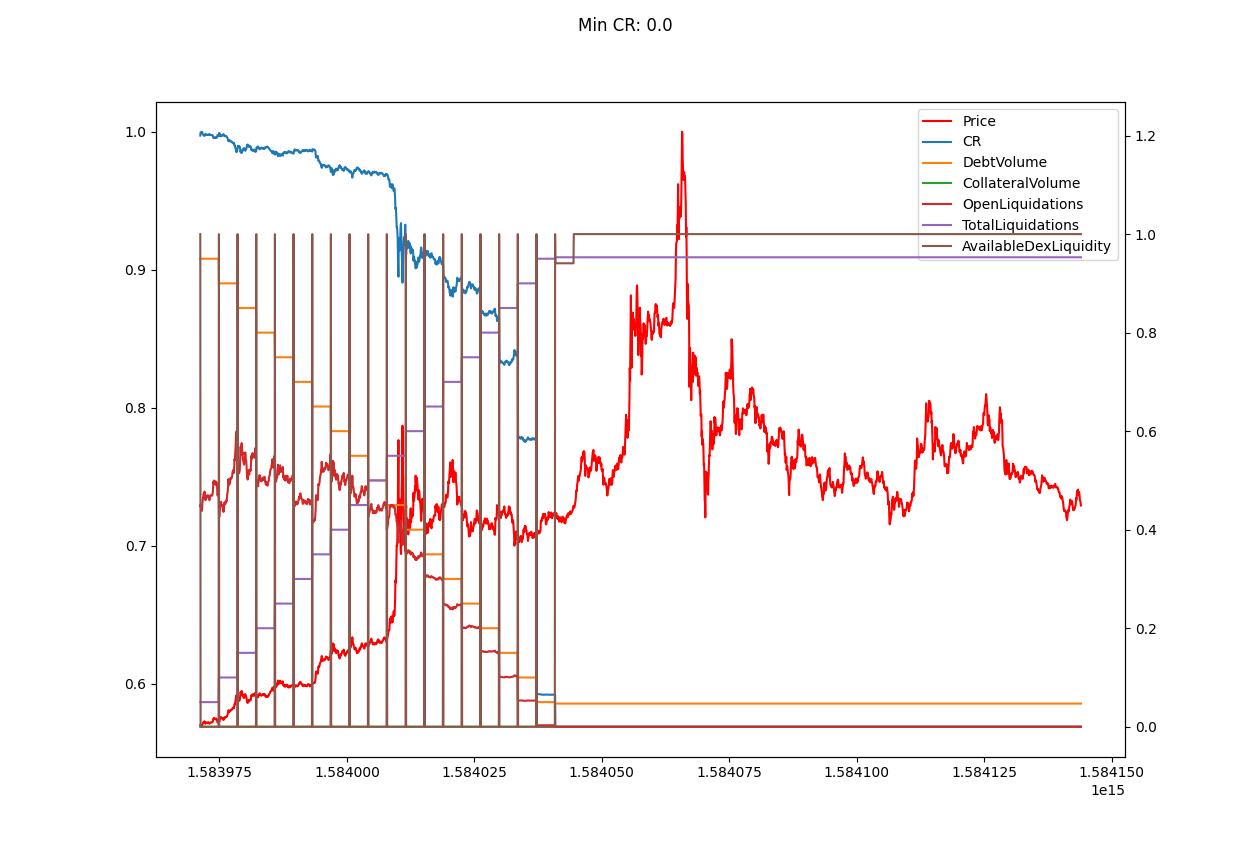 Min CR: 0.0
1.0
0.9
0.8
0.7
0.6
1.2
1.0
0.8
0.6
0.4
0.2
0.0
Price
CR
DebtVolume
CollateralVolume
OpenLiquidations
TotalLiquidations
AvailableDexLiquidity
1.583975 1.584000 1.584025 1.584050 1.584075 1.584100 1.584125 1.584150
1e15